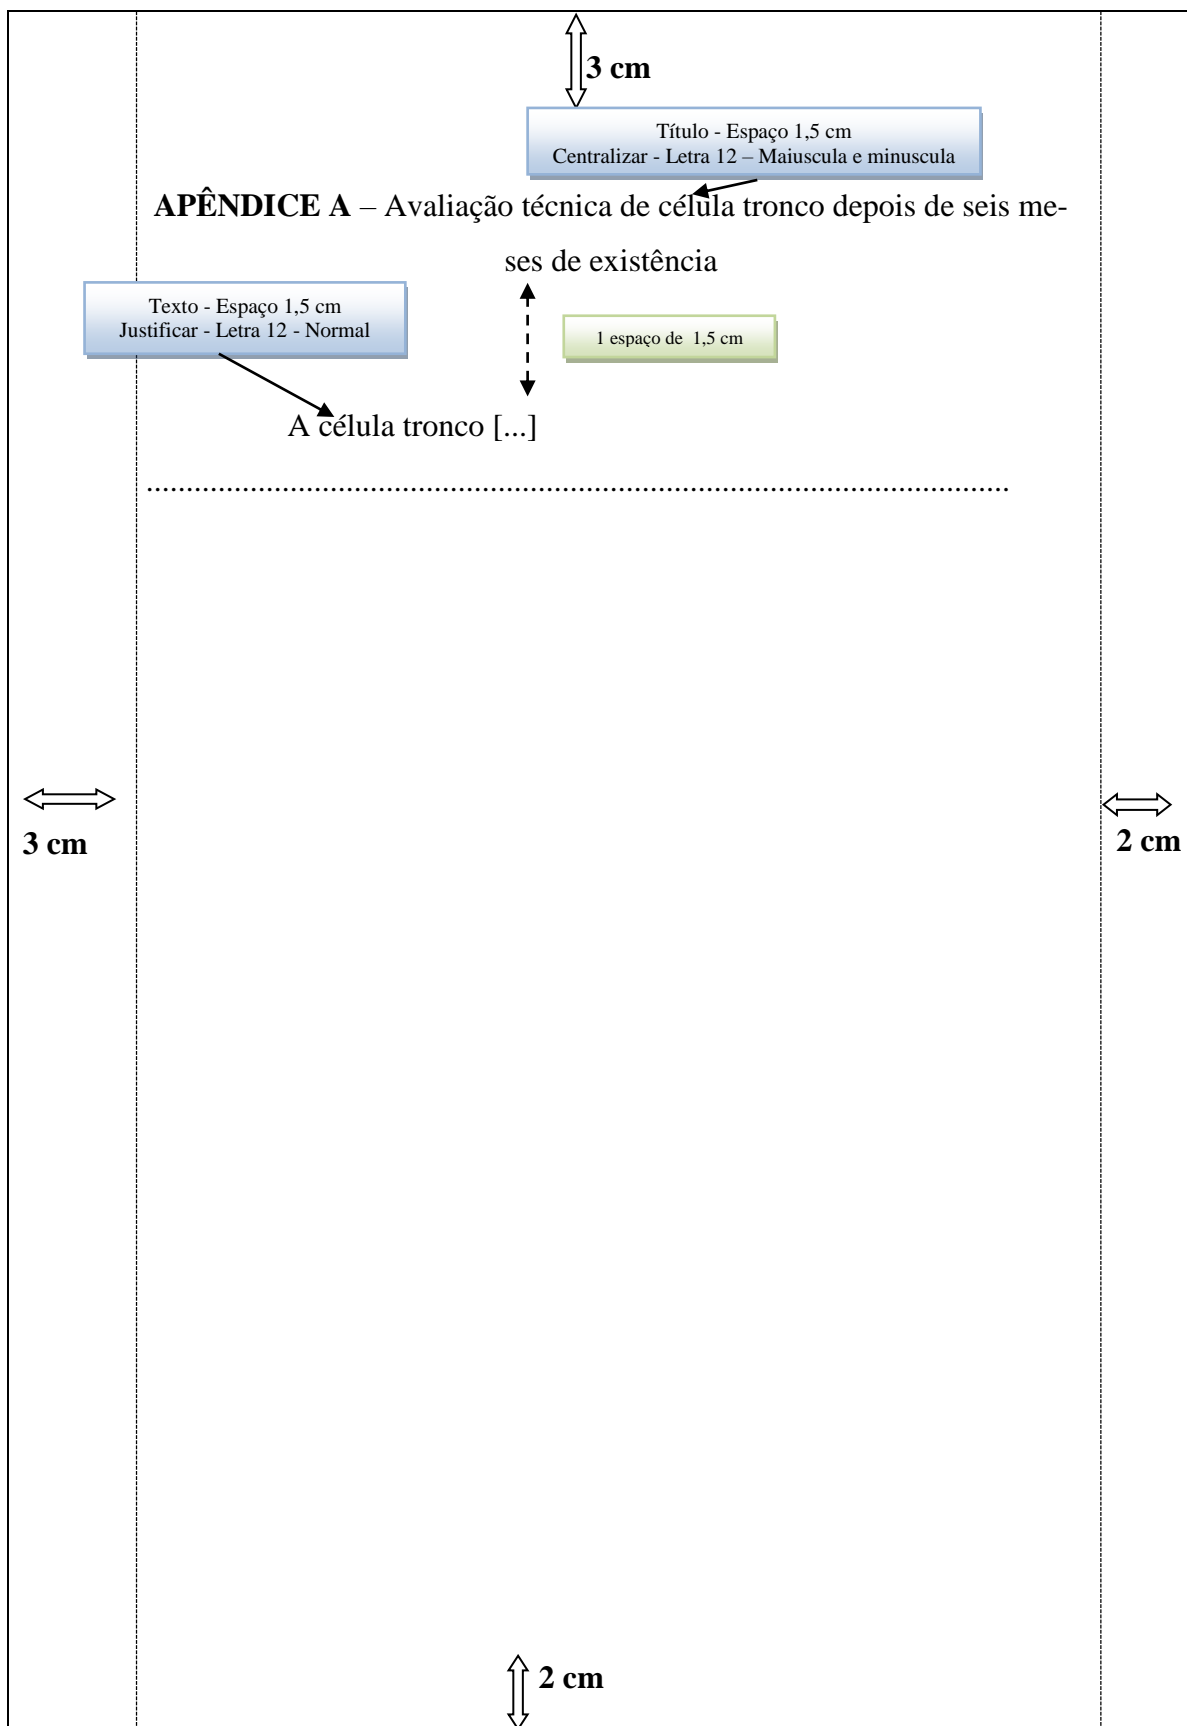 3 cm
Título - Espaço 1,5 cm
Centralizar - Letra 12 – Maiuscula e minuscula
APÊNDICE A – Avaliação técnica de célula tronco depois de seis me-
ses de existência
Texto - Espaço 1,5 cm
Justificar - Letra 12 - Normal
1 espaço de 1,5 cm
A célula tronco [...]
.............................................................................................................
3 cm
2 cm
2 cm